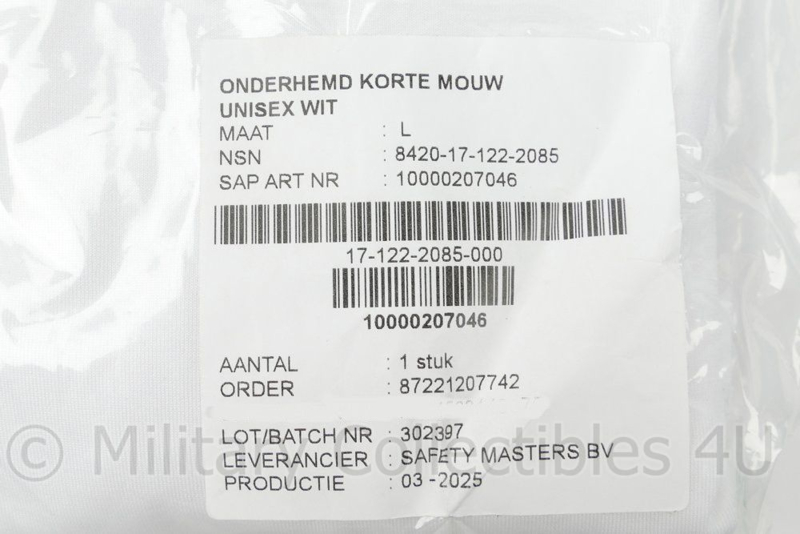 ONDERHEMD KORTE MOUW
UNISEX WIT
MAAT : L
NSN : 8420-17-122-2085
SAP ART NR : 10000207046
17-122-2085-000
10000207046
AANTAL : 1 stuk
ORDER : 87221207742
LOT/BATCH NR : 302397
LEVERANCIER : SAFETY MASTERS BV
PRODUCTIE : 03-2025
© Military Collectibles 4U